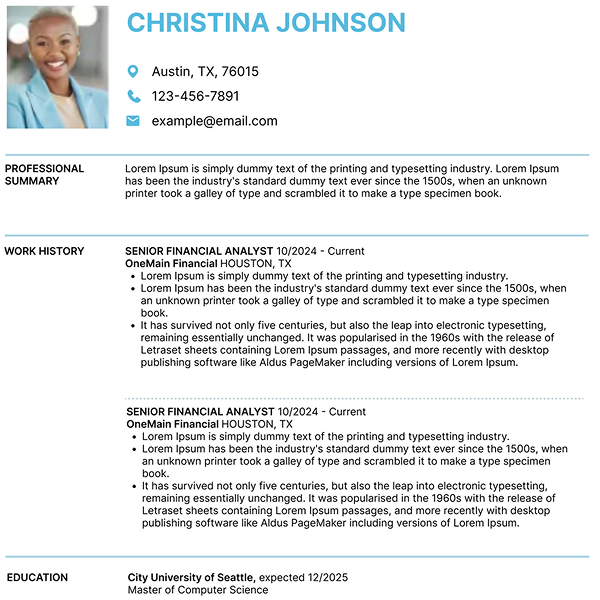 CHRISTINA JOHNSON
Austin, TX, 76015
123-456-7891
example@email.com
PROFESSIONAL
SUMMARY
Lorem Ipsum is simply dummy text of the printing and typesetting industry. Lorem Ipsum
has been the industry's standard dummy text ever since the 1500s, when an unknown
printer took a galley of type and scrambled it to make a type specimen book.
WORK HISTORY
SENIOR FINANCIAL ANALYST 10/2024 - Current
OneMain Financial HOUSTON, TX
• Lorem Ipsum is simply dummy text of the printing and typesetting industry.
• Lorem Ipsum has been the industry's standard dummy text ever since the 1500s, when
an unknown printer took a galley of type and scrambled it to make a type specimen
book.
• It has survived not only five centuries, but also the leap into electronic typesetting,
remaining essentially unchanged. It was popularised in the 1960s with the release of
Letraset sheets containing Lorem Ipsum passages, and more recently with desktop
publishing software like Aldus PageMaker including versions of Lorem Ipsum.
SENIOR FINANCIAL ANALYST 10/2024 - Current
OneMain Financial HOUSTON, TX
• Lorem Ipsum is simply dummy text of the printing and typesetting industry.
• Lorem Ipsum has been the industry's standard dummy text ever since the 1500s, when
an unknown printer took a galley of type and scrambled it to make a type specimen
book.
• It has survived not only five centuries, but also the leap into electronic typesetting,
remaining essentially unchanged. It was popularised in the 1960s with the release of
Letraset sheets containing Lorem Ipsum passages, and more recently with desktop
publishing software like Aldus PageMaker including versions of Lorem Ipsum.
EDUCATION
City University of Seattle, expected 12/2025
Master of Computer Science